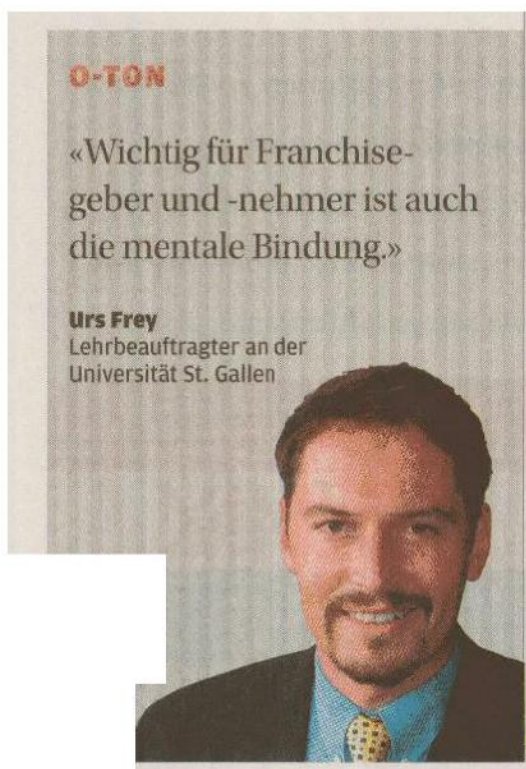 O-TON
«Wichtig für Franchise-
geber und -nehmer ist auch
die mentale Bindung.»
Urs Frey
Lehrbeauftragter an der
Universität St. Gallen